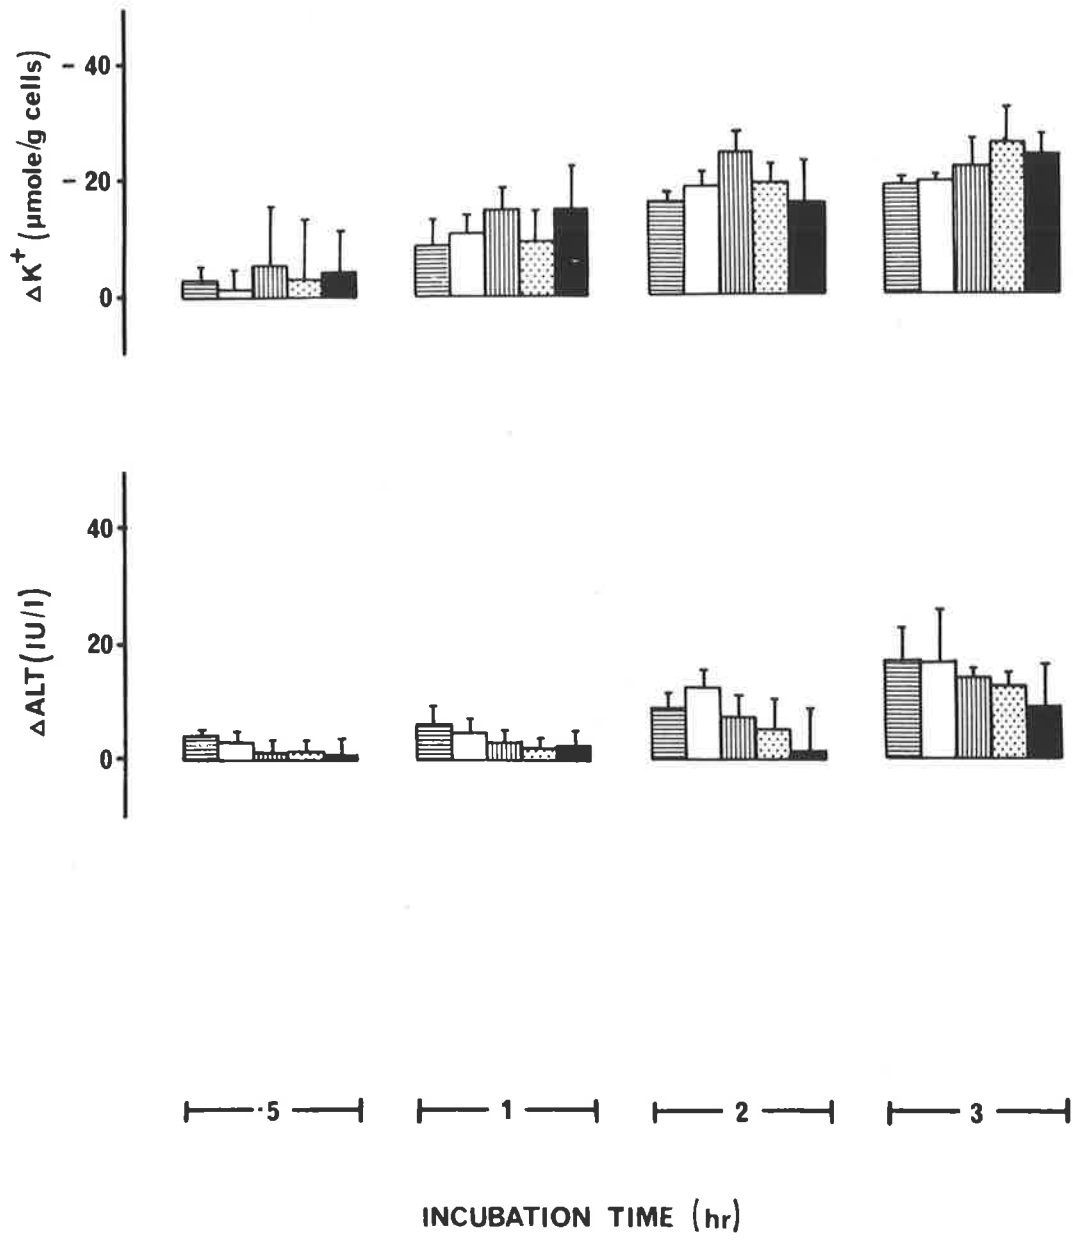 ΔK⁺ (μmole/g cells)
– 40
– 20
0
ΔALT (IU/l)
40
20
0
·5 1 2 3
INCUBATION TIME (hr)